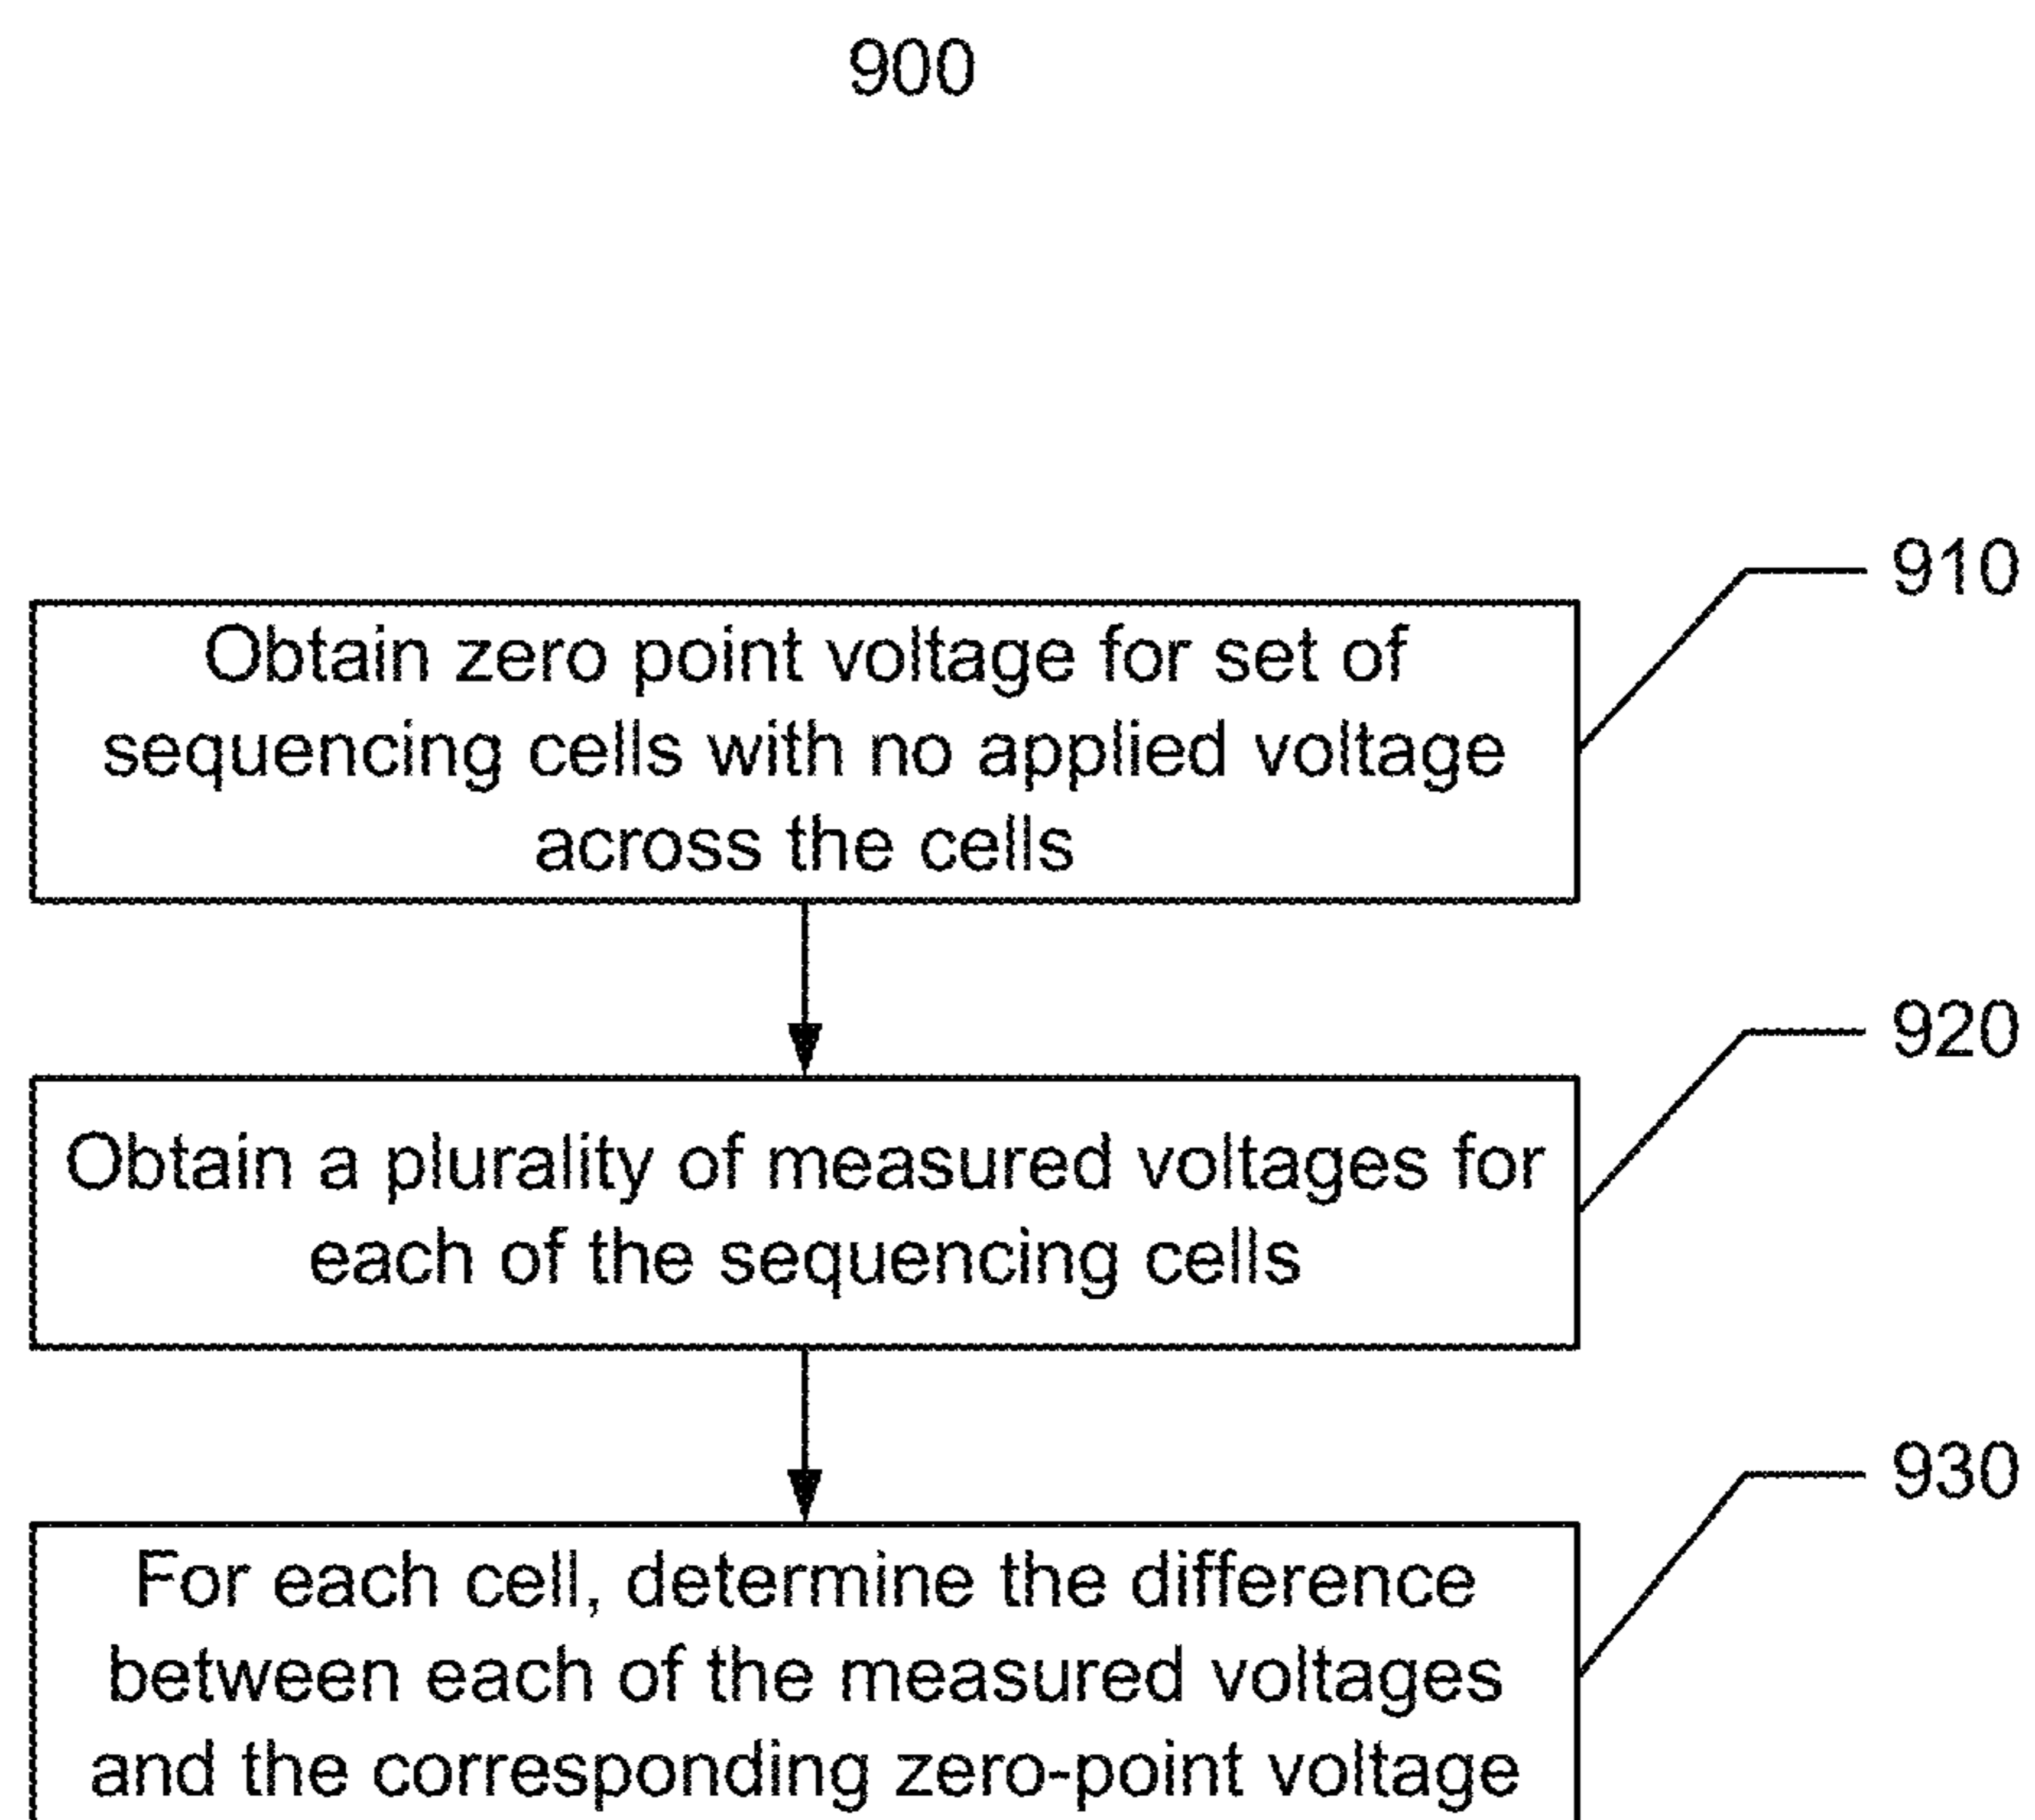 900
910
Obtain zero point voltage for set of
sequencing cells with no applied voltage
across the cells
920
Obtain a plurality of measured voltages for
each of the sequencing cells
930
For each cell, determine the difference
between each of the measured voltages
and the corresponding zero-point voltage